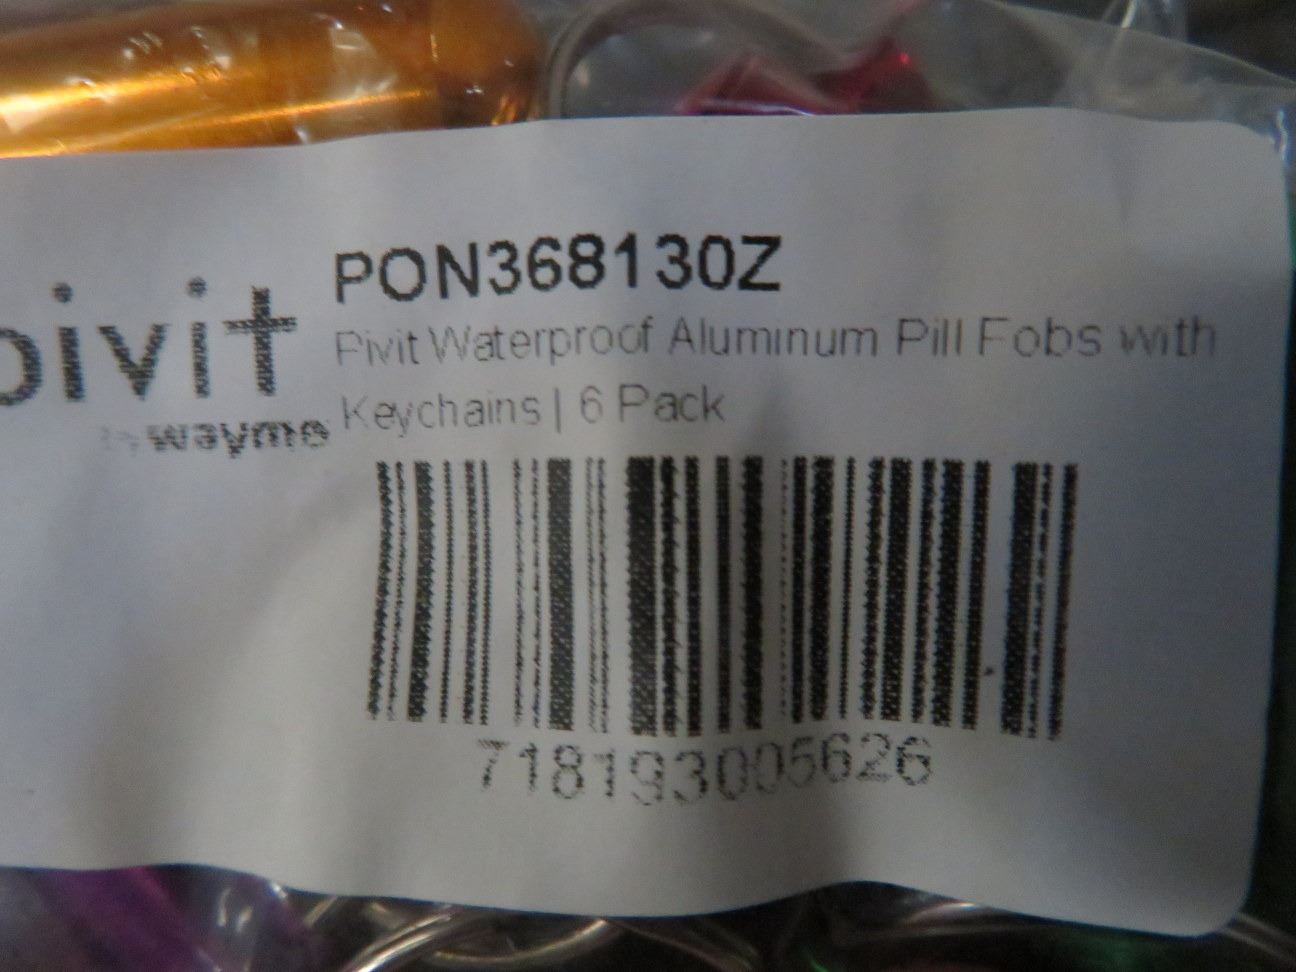 PON368130Z
pivit
Pivit Waterproof Aluminum Pill Fobs with
Keychains | 6 Pack
by waymo
718193005626